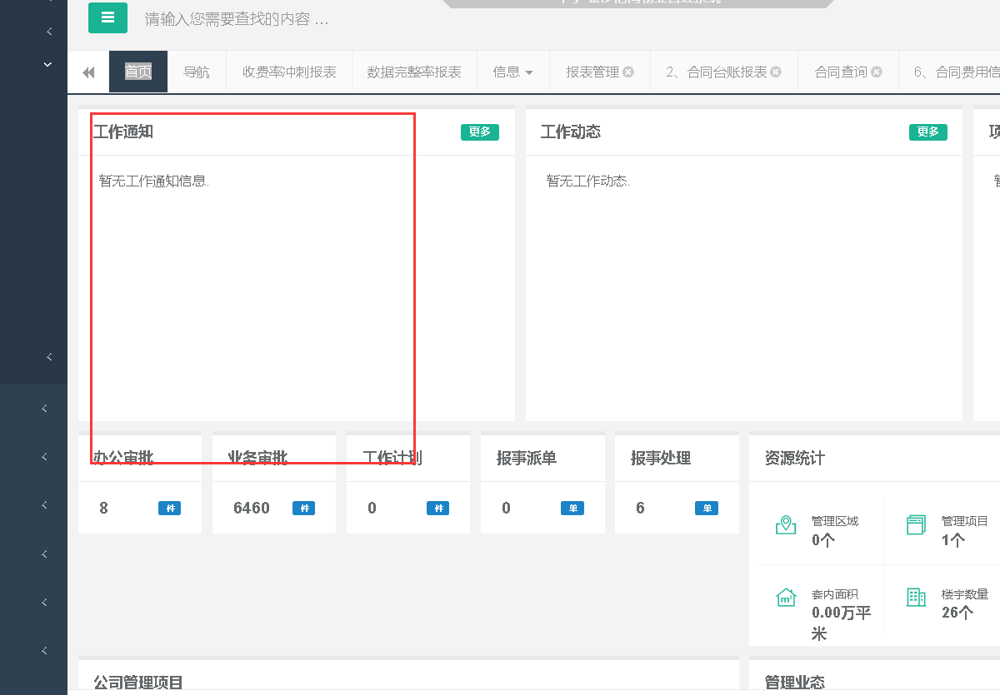 请输入您需要查找的内容 …
首页 导航 收费率冲刺报表 数据完整率报表 信息 报表管理 2、合同台账报表 合同查询 6、合同费用信
工作通知 更多 工作动态 更多
暂无工作通知信息. 暂无工作动态.
办公审批 业务审批 工作计划 报事派单 报事处理 资源统计
8 件 6460 件 0 件 0 单 6 单
管理区域 管理项目
0个 1个
m²
套内面积 楼宇数量
0.00万平 26个
米
公司管理项目 管理业态